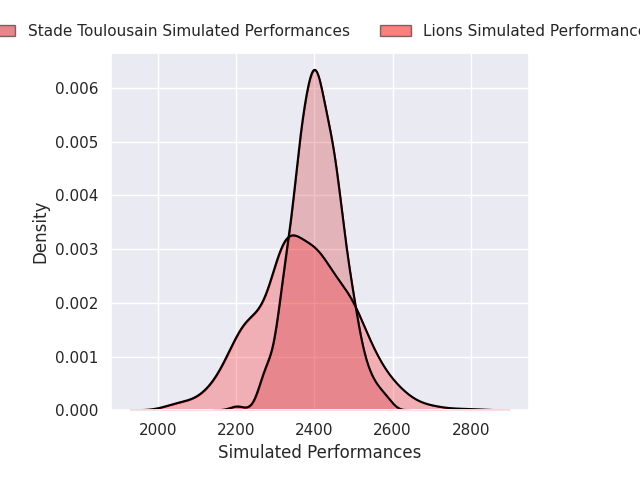 Stade Toulousain Simulated Performances
Lions Simulated Performanc
0.006
0.005
0.004
0.003
0.002
0.001
0.000
Density
2000 2200 2400 2600 2800
Simulated Performances